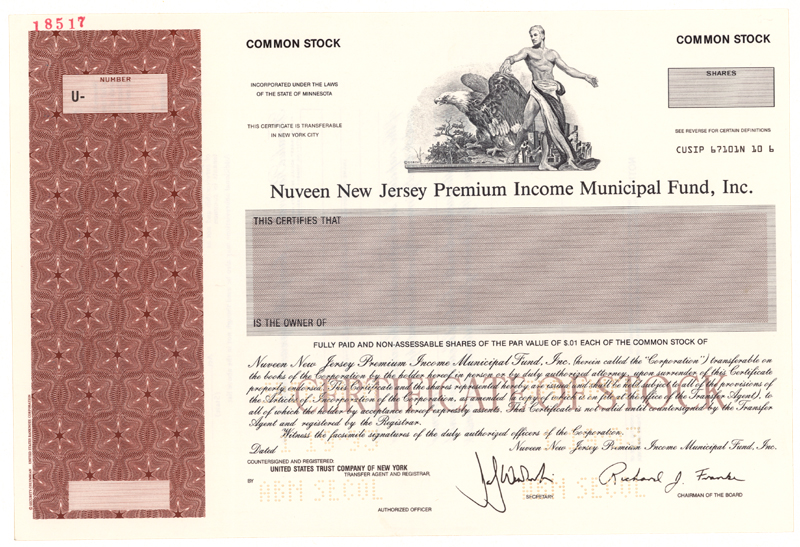 18517
COMMON STOCK
COMMON STOCK
NUMBER
U-
SHARES
INCORPORATED UNDER THE LAWS
OF THE STATE OF MINNESOTA
THIS CERTIFICATE IS TRANSFERABLE
IN NEW YORK CITY
SEE REVERSE FOR CERTAIN DEFINITIONS
CUSIP 67101N 10 6
Nuveen New Jersey Premium Income Municipal Fund, Inc.
THIS CERTIFIES THAT
IS THE OWNER OF
FULLY PAID AND NON-ASSESSABLE SHARES OF THE PAR VALUE OF $.01 EACH OF THE COMMON STOCK OF
Nuveen New Jersey Premium Income Municipal Fund, Inc. (herein called the "Corporation") transferable on
the books of the Corporation by the holder hereof in person or by duly authorized attorney, upon surrender of this Certificate
properly endorsed. This Certificate and the shares represented hereby are issued and shall be held subject to all of the provisions of
the Articles of Incorporation of the Corporation, as amended (a copy of which is on file at the office of the Transfer Agent), to
all of which the holder by acceptance hereof expressly assents. This Certificate is not valid until countersigned by the Transfer
Agent and registered by the Registrar.
Witness the facsimile signatures of the duly authorized officers of the Corporation.
Dated
Nuveen New Jersey Premium Income Municipal Fund, Inc.
COUNTERSIGNED AND REGISTERED:
UNITED STATES TRUST COMPANY OF NEW YORK
TRANSFER AGENT AND REGISTRAR,
BY
ABN SECOL
ABN SECOL
Richard J. Franke
SECRETARY
CHAIRMAN OF THE BOARD
AUTHORIZED OFFICER